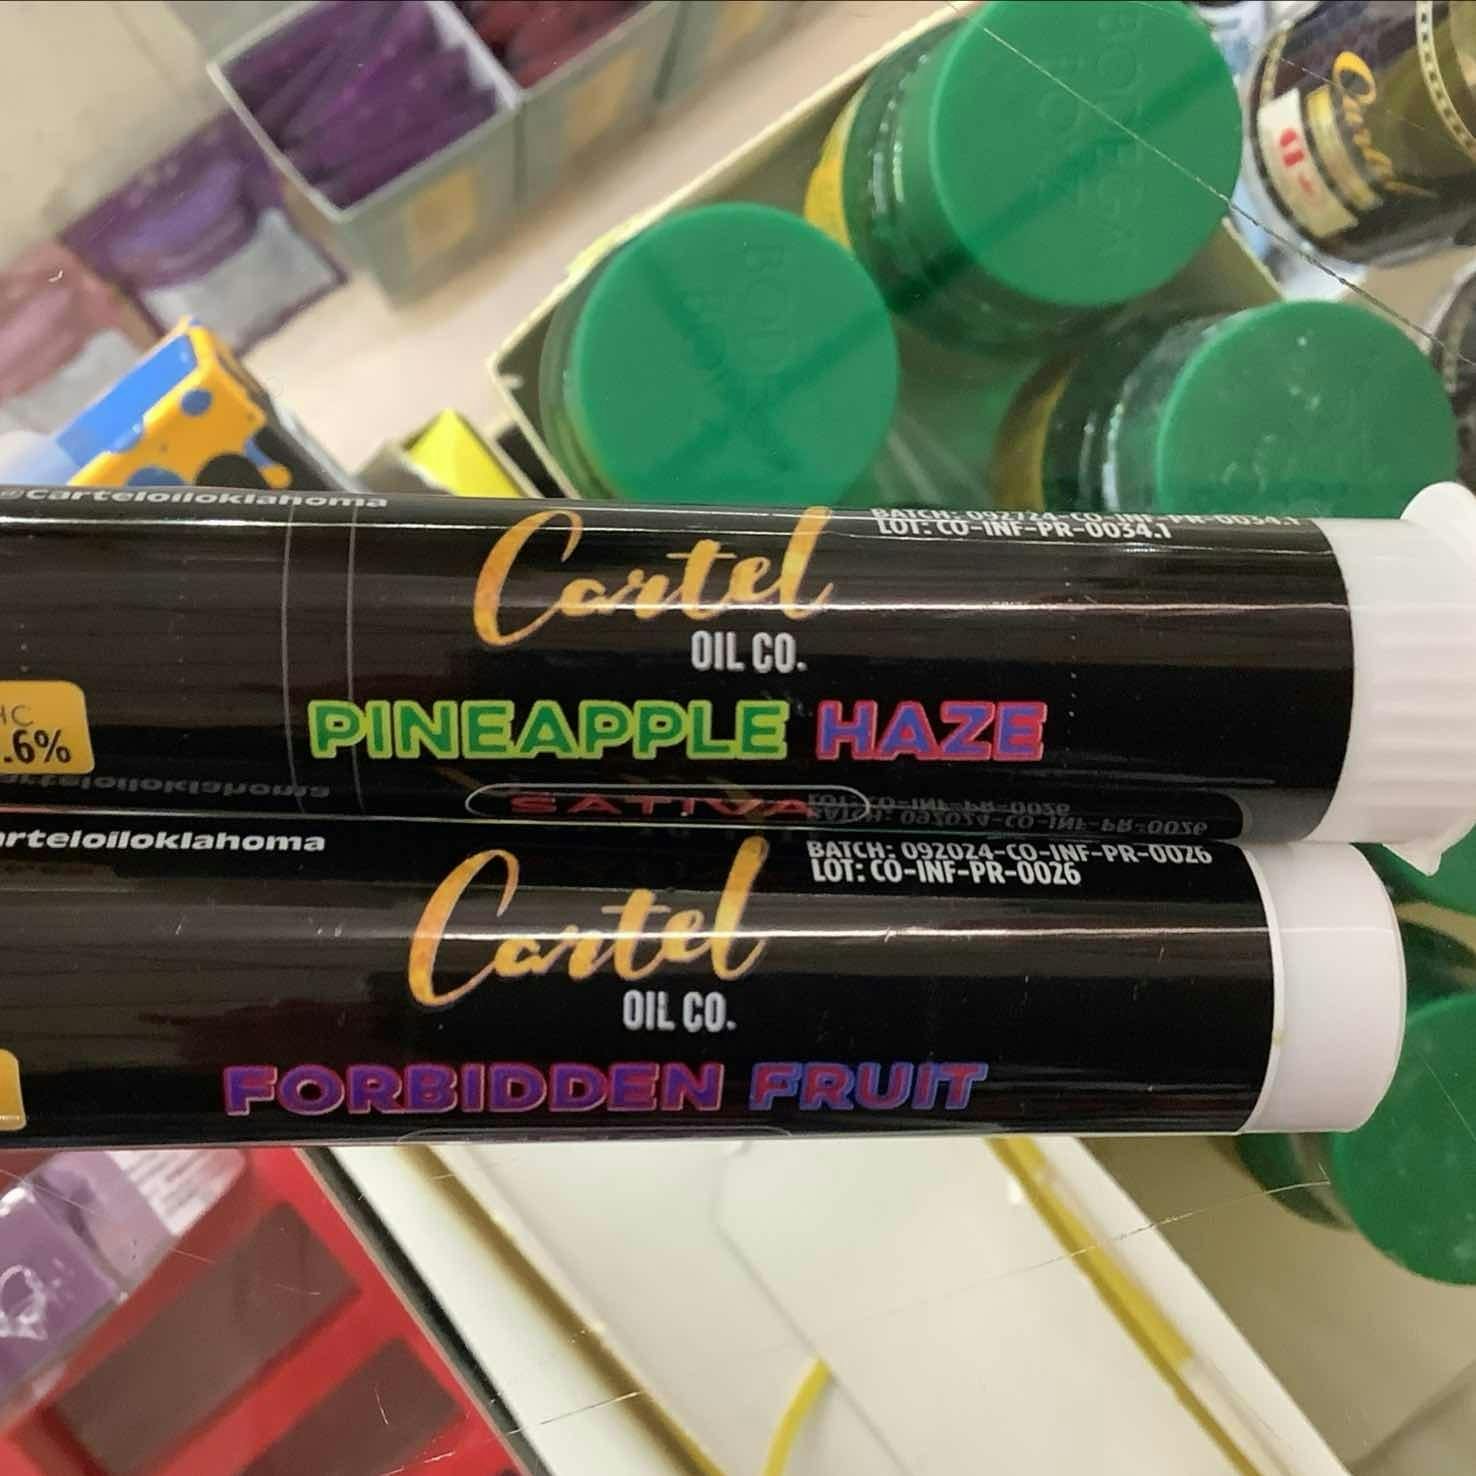 @carteloiloklahoma
BATCH: 092724-CO-INF-PR-0034.1
LOT: CO-INF-PR-0034.1
Cartel
OIL CO.
PINEAPPLE HAZE
SATIVA
.6%
arteloiloklahoma
BATCH: 092024-CO-INF-PR-0026
LOT: CO-INF-PR-0026
Cartel
OIL CO.
FORBIDDEN FRUIT